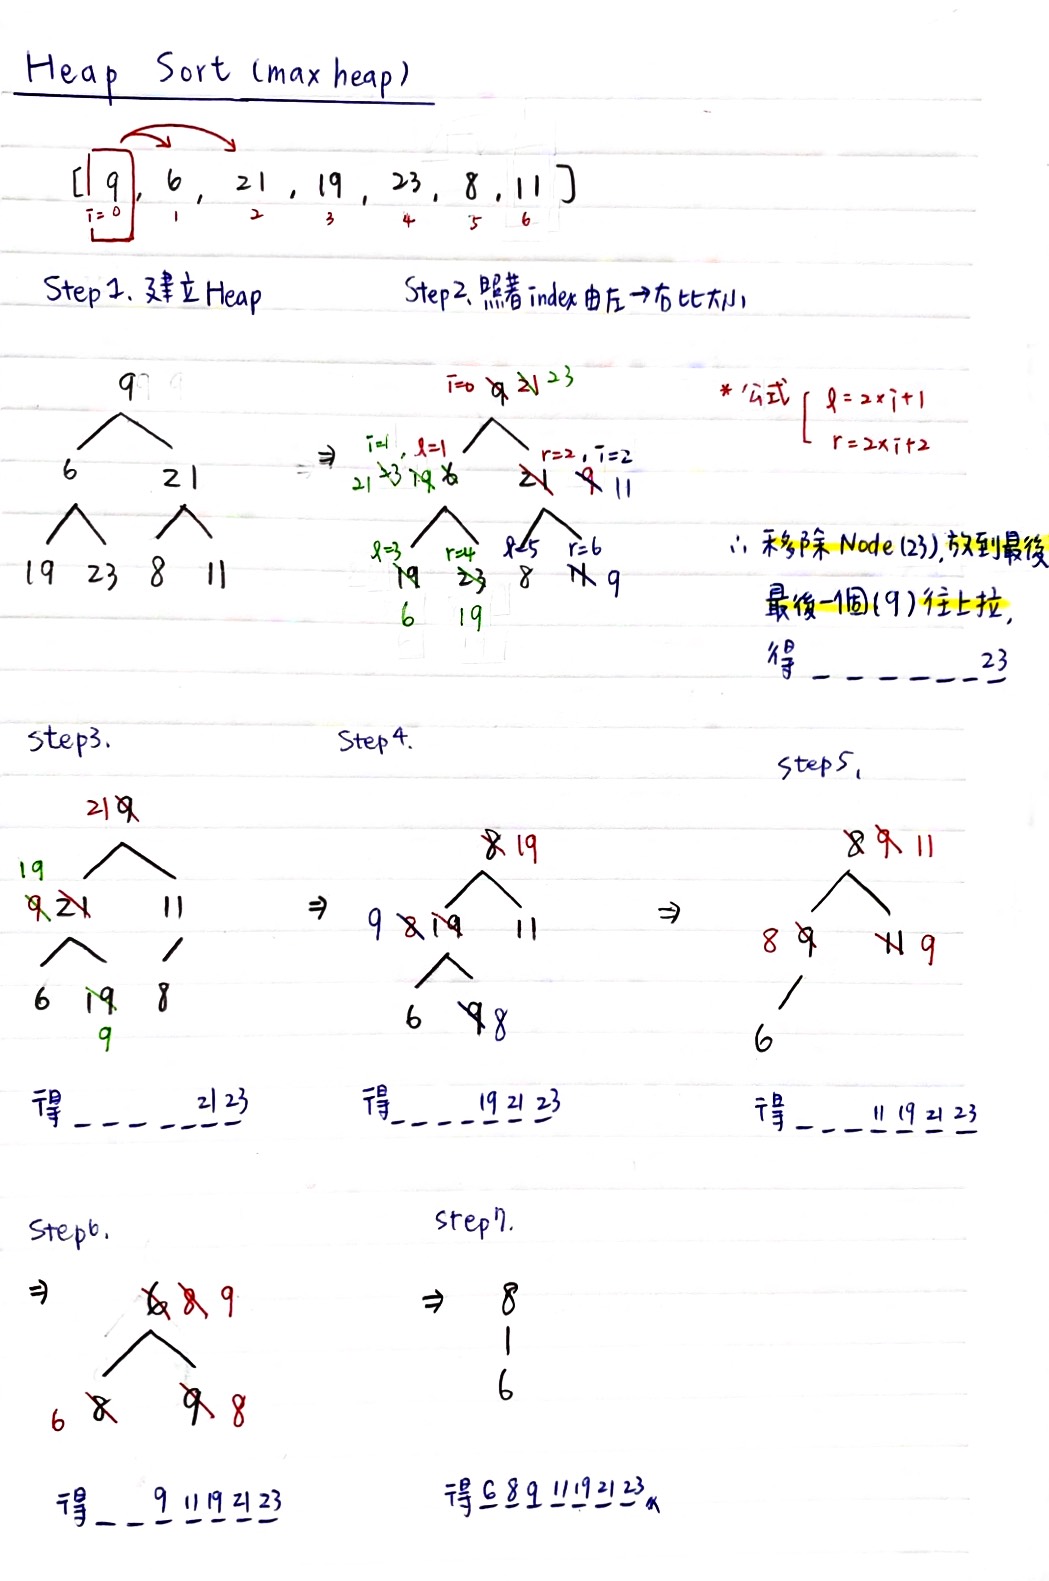 Heap Sort (max heap)
[ 9, 6, 21, 19, 23, 8, 11 ]
i=0 1 2 3 4 5 6
Step1. 建立Heap
Step2. 照著index由左→右比大小
9
6 21
19 23 8 11
⇒
i=0 9 21 23
i=1, l=1 r=2, i=2
21 23 19 6 21 9 11
l=3 r=4 l=5 r=6
19 23 8 11 9
6 19
*公式 l=2×i+1
r=2×i+2
∴ 移除Node(23),放到最後
最後一個(9)往上拉,
得 _ _ _ _ _ _ 23
Step3.
21 9
19
9 21 11
6 19 8
9
得 _ _ _ _ _ 21 23
Step4.
⇒
8 19
9 8 19 11
6 9 8
得 _ _ _ _ 19 21 23
Step5.
⇒
8 9 11
8 9 11 9
6
得 _ _ _ 11 19 21 23
Step6.
⇒ 6 8 9
6 8 9 8
得 _ _ 9 11 19 21 23
Step7.
⇒ 8
6
得 6 8 9 11 19 21 23